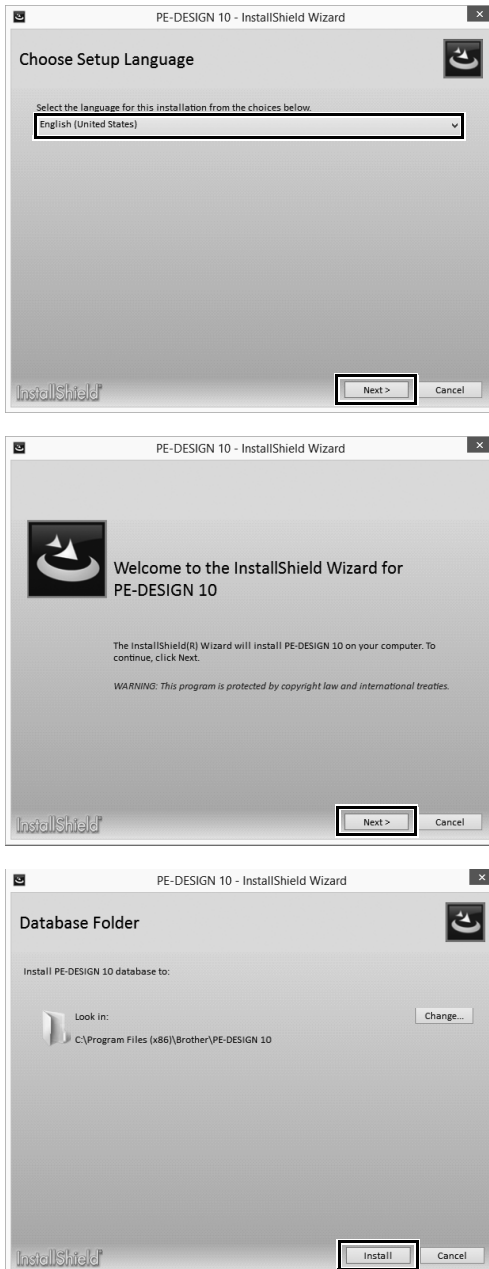 PE-DESIGN 10 - InstallShield Wizard
Choose Setup Language
Select the language for this installation from the choices below.
English (United States)
InstallShield
Next >
Cancel
PE-DESIGN 10 - InstallShield Wizard
Welcome to the InstallShield Wizard for
PE-DESIGN 10
The InstallShield(R) Wizard will install PE-DESIGN 10 on your computer. To
continue, click Next.
WARNING: This program is protected by copyright law and international treaties.
InstallShield
Next >
Cancel
PE-DESIGN 10 - InstallShield Wizard
Database Folder
Install PE-DESIGN 10 database to:
Look in:
Change...
C:\Program Files (x86)\Brother\PE-DESIGN 10
InstallShield
Install
Cancel